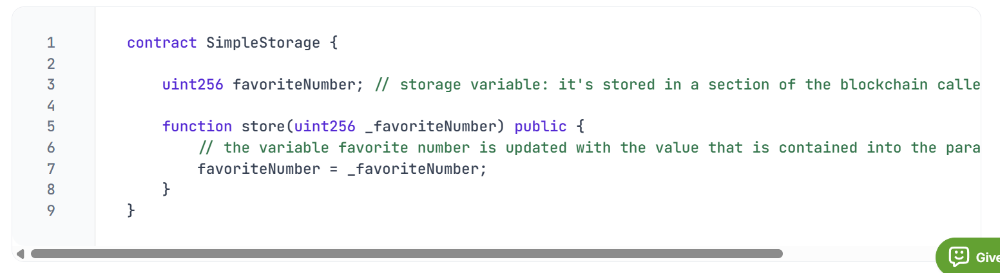 1 contract SimpleStorage {
2
3 uint256 favoriteNumber; // storage variable: it's stored in a section of the blockchain calle
4
5 function store(uint256 _favoriteNumber) public {
6 // the variable favorite number is updated with the value that is contained into the para
7 favoriteNumber = _favoriteNumber;
8 }
9 }
Give